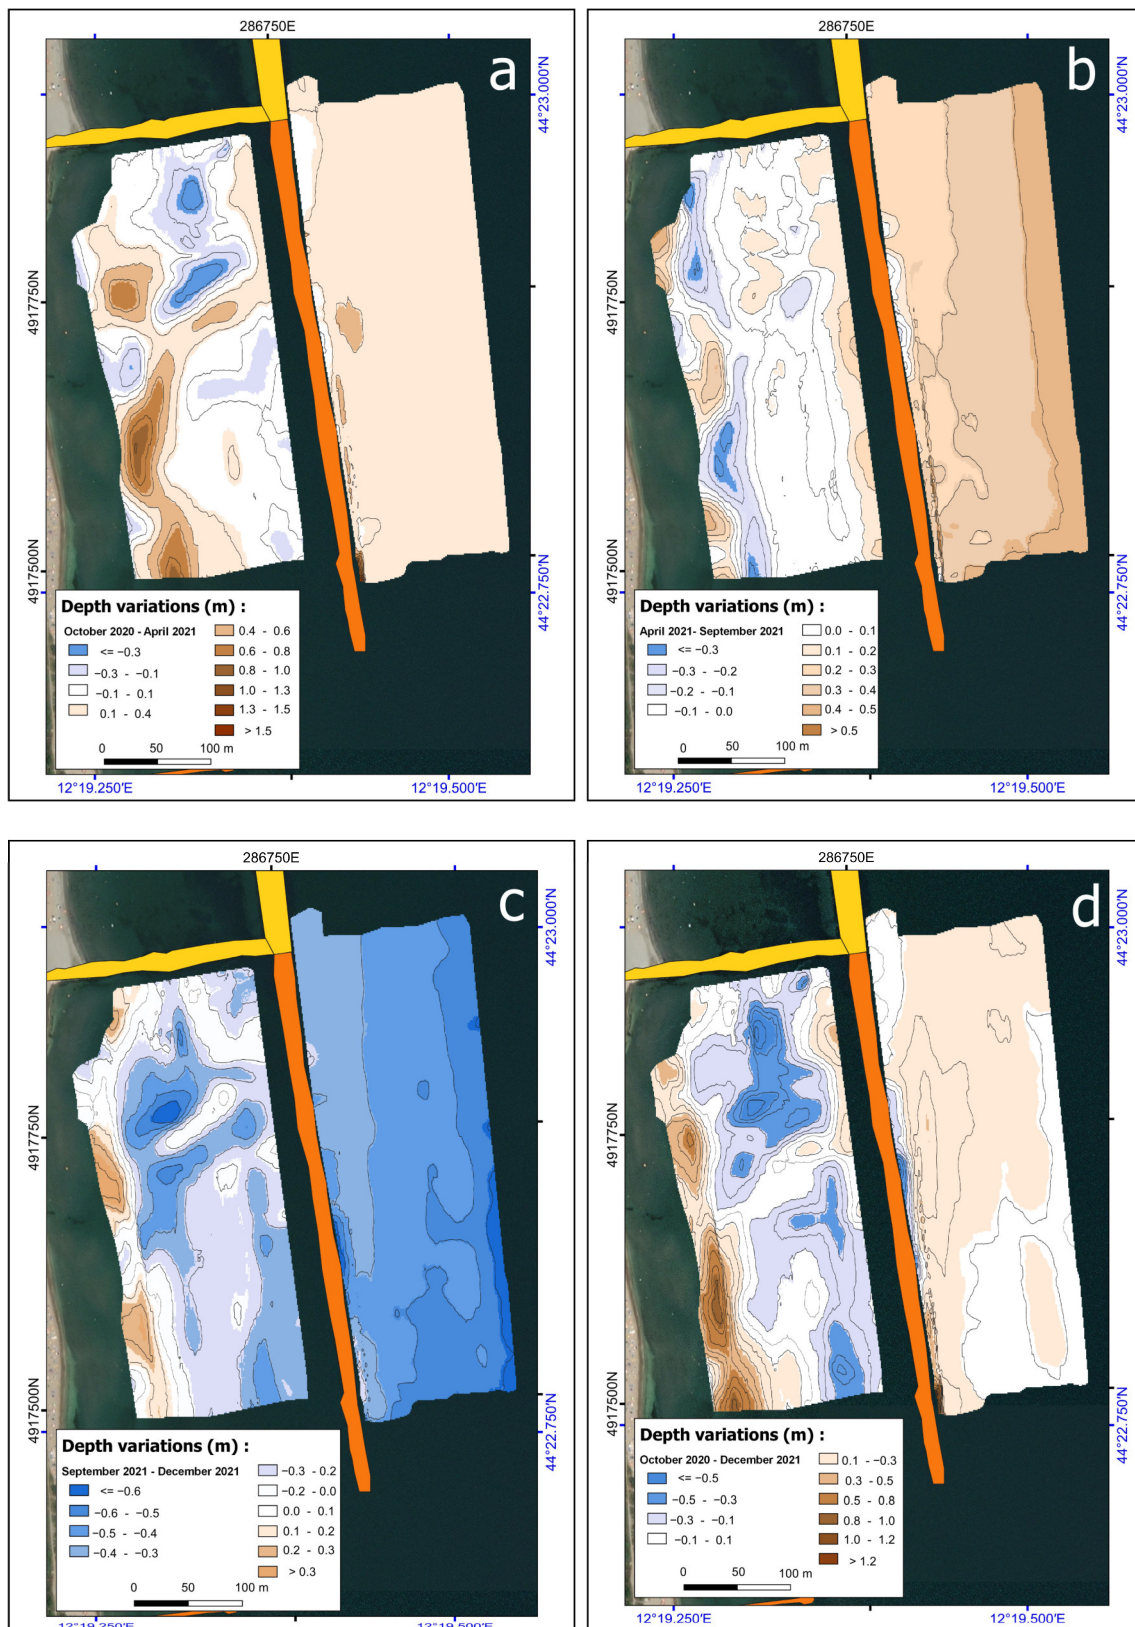 286750E
a
44°23.000'N
4917750N
4917500N
44°22.750'N
Depth variations (m) :
October 2020 - April 2021
<= −0.3
−0.3 - −0.1
−0.1 - 0.1
0.1 - 0.4
0.4 - 0.6
0.6 - 0.8
0.8 - 1.0
1.0 - 1.3
1.3 - 1.5
> 1.5
0 50 100 m
12°19.250'E 12°19.500'E
286750E
b
44°23.000'N
4917750N
4917500N
44°22.750'N
Depth variations (m) :
April 2021- September 2021
<= −0.3
−0.3 - −0.2
−0.2 - −0.1
−0.1 - 0.0
0.0 - 0.1
0.1 - 0.2
0.2 - 0.3
0.3 - 0.4
0.4 - 0.5
> 0.5
0 50 100 m
12°19.250'E 12°19.500'E
286750E
c
44°23.000'N
4917750N
4917500N
44°22.750'N
Depth variations (m) :
September 2021 - December 2021
<= −0.6
−0.6 - −0.5
−0.5 - −0.4
−0.4 - −0.3
−0.3 - 0.2
−0.2 - 0.0
0.0 - 0.1
0.1 - 0.2
0.2 - 0.3
> 0.3
0 50 100 m
12°19.250'E 12°19.500'E
286750E
d
44°23.000'N
4917750N
4917500N
44°22.750'N
Depth variations (m) :
October 2020 - December 2021
<= −0.5
−0.5 - −0.3
−0.3 - −0.1
−0.1 - 0.1
0.1 - −0.3
0.3 - 0.5
0.5 - 0.8
0.8 - 1.0
1.0 - 1.2
> 1.2
0 50 100 m
12°19.250'E 12°19.500'E